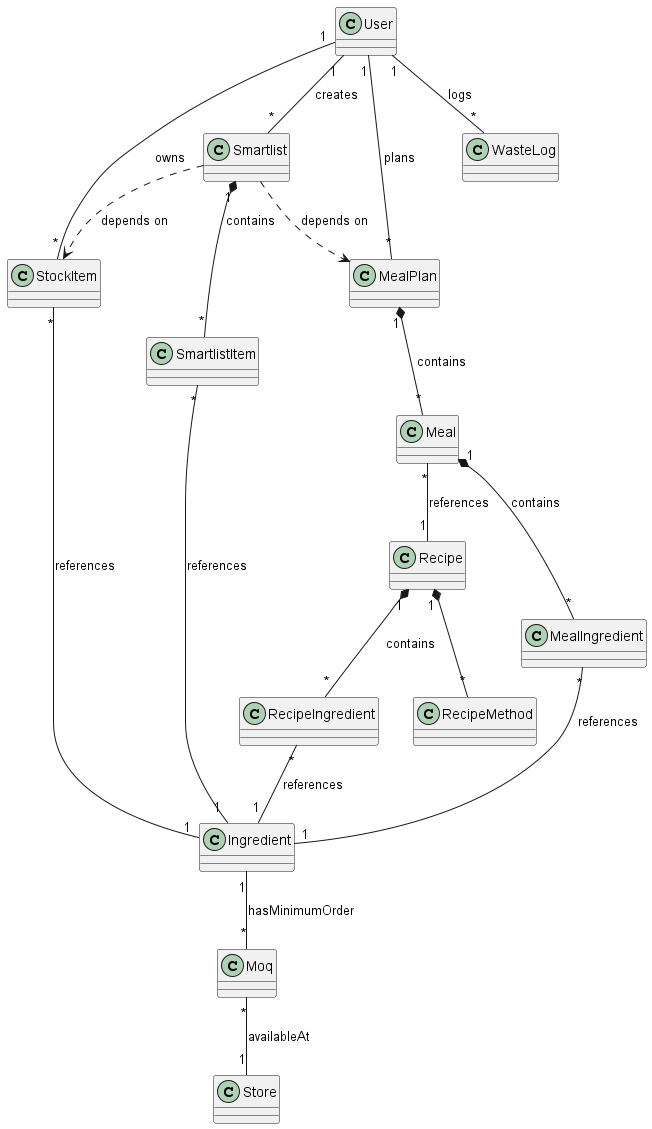 C User
1
1
1
1
creates
logs
*
*
C Smartlist
C WasteLog
owns
plans
1
contains
depends on
depends on
*
*
C StockItem
C MealPlan
*
*
1
C SmartlistItem
contains
*
*
C Meal
1
*
references
contains
1
C Recipe
references
references
*
1
1
C MealIngredient
contains
*
*
*
C RecipeIngredient
C RecipeMethod
references
*
references
1
1
1
1
C Ingredient
1
hasMinimumOrder
*
C Moq
*
availableAt
1
C Store